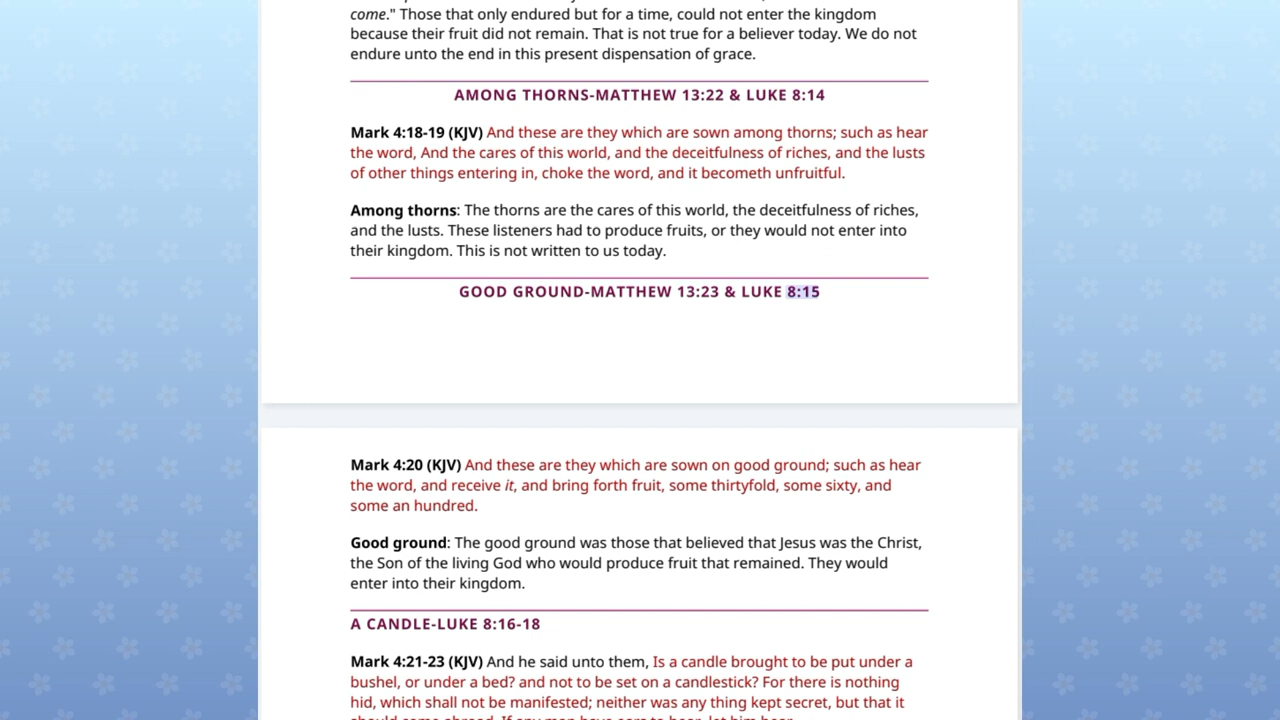 come." Those that only endured but for a time, could not enter the kingdom
because their fruit did not remain. That is not true for a believer today. We do not
endure unto the end in this present dispensation of grace.
AMONG THORNS-MATTHEW 13:22 & LUKE 8:14
Mark 4:18-19 (KJV) And these are they which are sown among thorns; such as hear
the word, And the cares of this world, and the deceitfulness of riches, and the lusts
of other things entering in, choke the word, and it becometh unfruitful.
Among thorns: The thorns are the cares of this world, the deceitfulness of riches,
and the lusts. These listeners had to produce fruits, or they would not enter into
their kingdom. This is not written to us today.
GOOD GROUND-MATTHEW 13:23 & LUKE 8:15
Mark 4:20 (KJV) And these are they which are sown on good ground; such as hear
the word, and receive it, and bring forth fruit, some thirtyfold, some sixty, and
some an hundred.
Good ground: The good ground was those that believed that Jesus was the Christ,
the Son of the living God who would produce fruit that remained. They would
enter into their kingdom.
A CANDLE-LUKE 8:16-18
Mark 4:21-23 (KJV) And he said unto them, Is a candle brought to be put under a
bushel, or under a bed? and not to be set on a candlestick? For there is nothing
hid, which shall not be manifested; neither was any thing kept secret, but that it
should come abroad. If any man have ears to hear, let him hear.